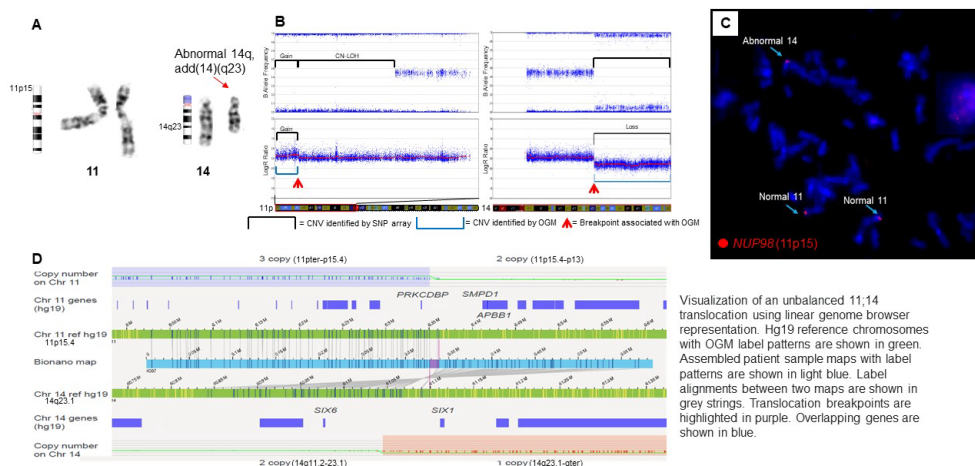 A
Abnormal 14q,
add(14)(q23)
11p15
14q23
11
14
B
B Allele Frequency
Gain
CN-LOH
LogR Ratio
Gain
11p
B Allele Frequency
LogR Ratio
Loss
14
= CNV identified by SNP array
= CNV identified by OGM
= Breakpoint associated with OGM
C
Abnormal 14
Normal 11
Normal 11
NUP98 (11p15)
D
3 copy (11pter-p15.4)
2 copy (11p15.4-p13)
Copy number
on Chr 11
Chr 11 genes
(hg19)
PRKCDBP
SMPD1
APBB1
Chr 11 ref hg19
11p15.4
Bionano map
Chr 14 ref hg19
14q23.1
Chr 14 genes
(hg19)
SIX6
SIX1
Copy number
on Chr 14
2 copy (14q11.2-23.1)
1 copy (14q23.1-qter)
Visualization of an unbalanced 11;14
translocation using linear genome browser
representation. Hg19 reference chromosomes
with OGM label patterns are shown in green.
Assembled patient sample maps with label
patterns are shown in light blue. Label
alignments between two maps are shown in
grey strings. Translocation breakpoints are
highlighted in purple. Overlapping genes are
shown in blue.